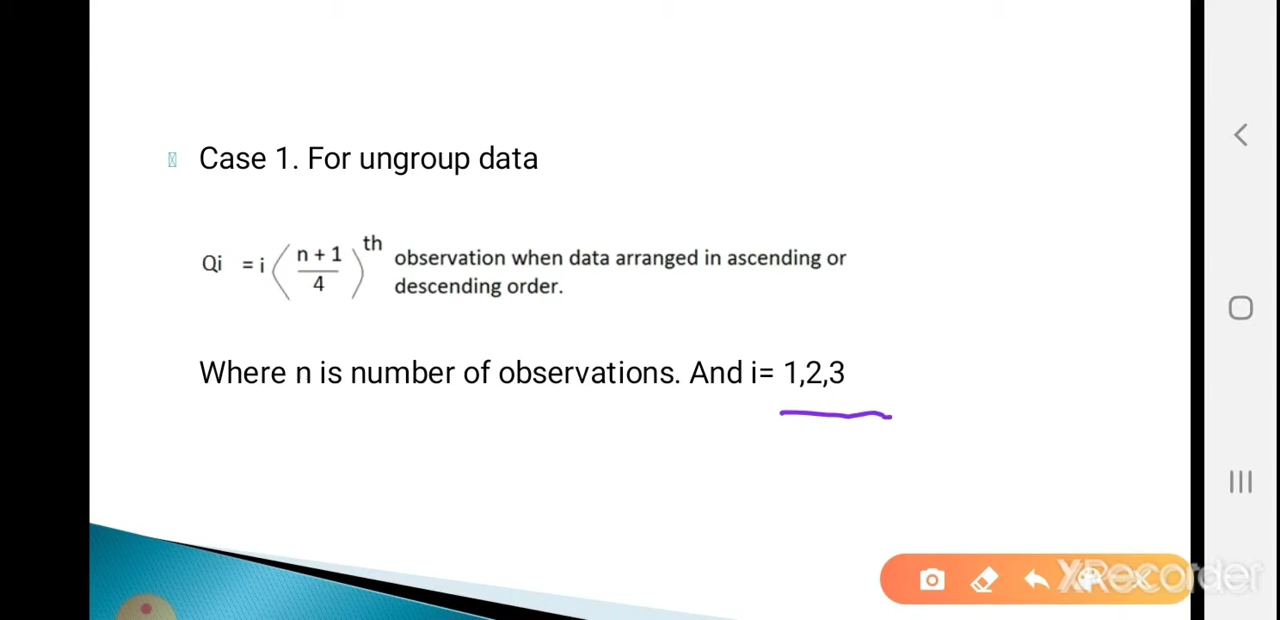 Case 1. For ungroup data
Qi = i ( n + 1 / 4 ) th observation when data arranged in ascending or
descending order.
Where n is number of observations. And i= 1,2,3
XRecorder